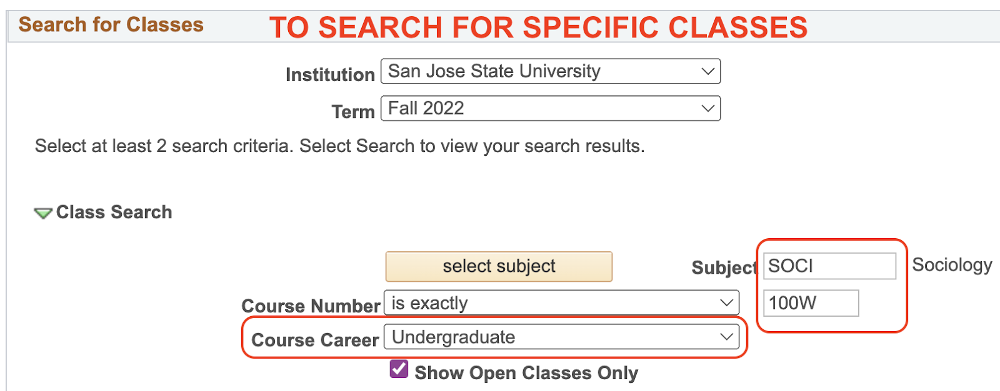 Search for Classes TO SEARCH FOR SPECIFIC CLASSES
Institution San Jose State University
Term Fall 2022
Select at least 2 search criteria. Select Search to view your search results.
Class Search
select subject Subject SOCI Sociology
Course Number is exactly 100W
Course Career Undergraduate
Show Open Classes Only